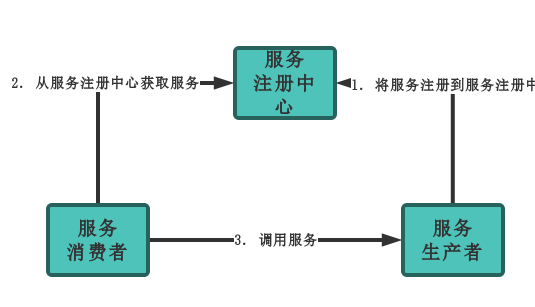 服务
注册中
心
2. 从服务注册中心获取服务
1. 将服务注册到服务注册中
服务
消费者
3. 调用服务
服务
生产者